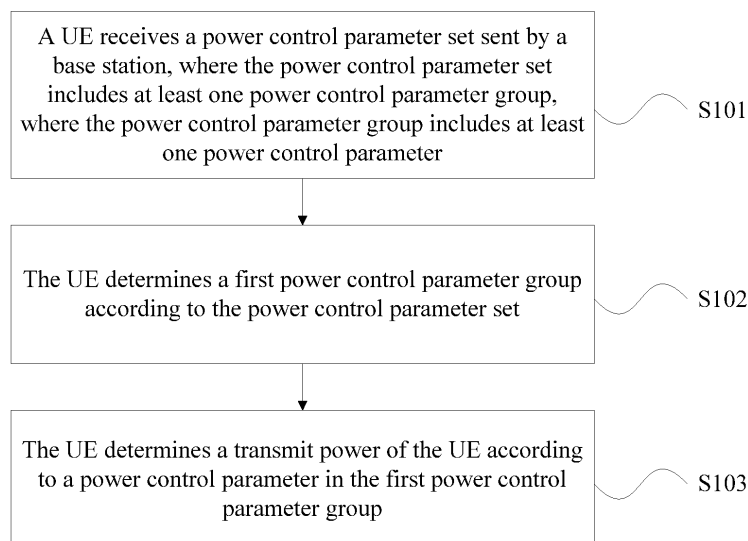 A UE receives a power control parameter set sent by a
base station, where the power control parameter set
includes at least one power control parameter group,
where the power control parameter group includes at least
one power control parameter
S101
The UE determines a first power control parameter group
according to the power control parameter set
S102
The UE determines a transmit power of the UE according
to a power control parameter in the first power control
parameter group
S103